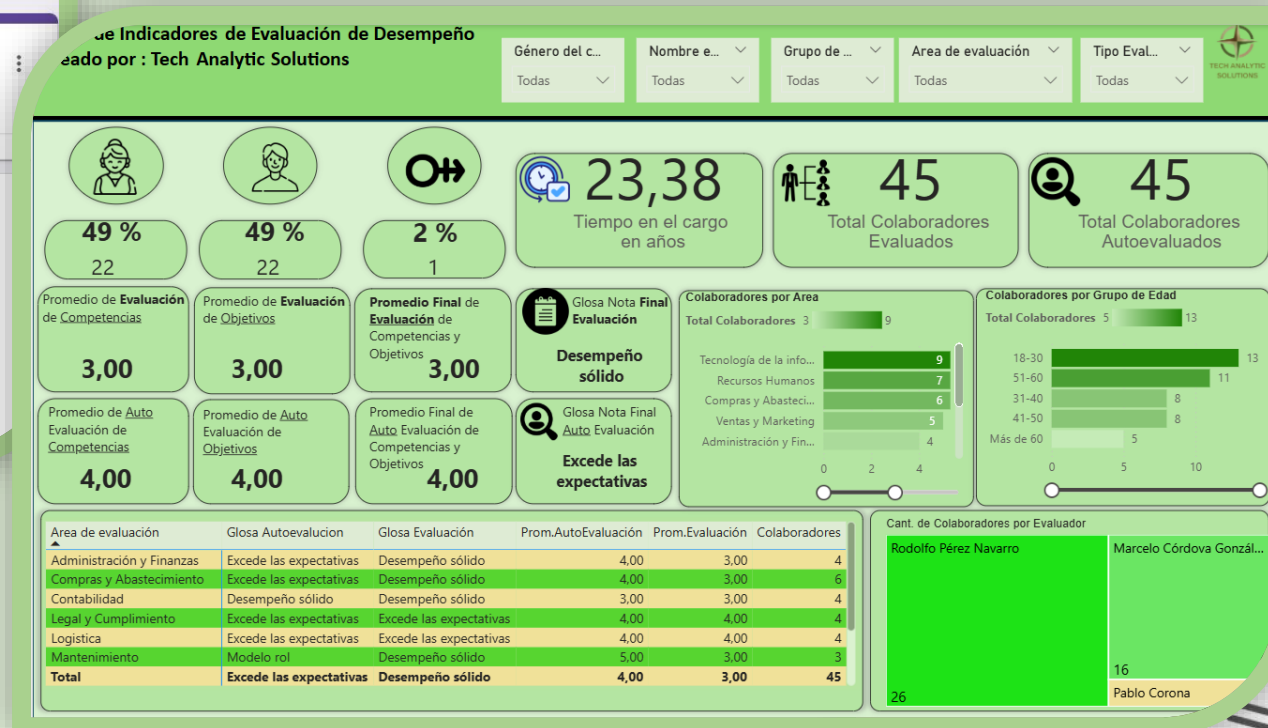 de Indicadores de Evaluación de Desempeño
eado por : Tech Analytic Solutions
Género del c...
Todas
Nombre e...
Todas
Grupo de ...
Todas
Area de evaluación
Todas
Tipo Eval...
Todas
TECH ANALYTIC
SOLUTIONS
49 %
22
49 %
22
2 %
1
23,38
Tiempo en el cargo
en años
45
Total Colaboradores
Evaluados
45
Total Colaboradores
Autoevaluados
Promedio de Evaluación
de Competencias
3,00
Promedio de Evaluación
de Objetivos
3,00
Promedio Final de
Evaluación de
Competencias y
Objetivos
3,00
Glosa Nota Final
Evaluación
Desempeño
sólido
Promedio de Auto
Evaluación de
Competencias
4,00
Promedio de Auto
Evaluación de
Objetivos
4,00
Promedio Final de
Auto Evaluación de
Competencias y
Objetivos
4,00
Glosa Nota Final
Auto Evaluación
Excede las
expectativas
Colaboradores por Area
Total Colaboradores 3 9
Tecnología de la info... 9
Recursos Humanos 7
Compras y Abasteci... 6
Ventas y Marketing 5
Administración y Fin... 4
0 2 4
Colaboradores por Grupo de Edad
Total Colaboradores 5 13
18-30 13
51-60 11
31-40 8
41-50 8
Más de 60 5
0 5 10
Area de evaluación Glosa Autoevalucion Glosa Evaluación Prom.AutoEvaluación Prom.Evaluación Colaboradores
Administración y Finanzas Excede las expectativas Desempeño sólido 4,00 3,00 4
Compras y Abastecimiento Excede las expectativas Desempeño sólido 4,00 3,00 6
Contabilidad Desempeño sólido Desempeño sólido 3,00 3,00 4
Legal y Cumplimiento Excede las expectativas Excede las expectativas 4,00 4,00 4
Logistica Excede las expectativas Excede las expectativas 4,00 4,00 4
Mantenimiento Modelo rol Desempeño sólido 5,00 3,00 3
Total Excede las expectativas Desempeño sólido 4,00 3,00 45
Cant. de Colaboradores por Evaluador
Rodolfo Pérez Navarro
26
Marcelo Córdova Gonzál...
16
Pablo Corona